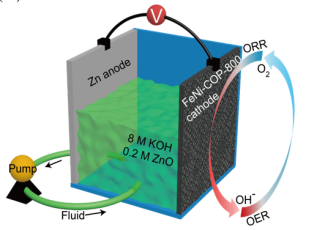 V
Zn anode
FeNi-COP-800
cathode
ORR
O₂
8 M KOH
0.2 M ZnO
Pump
Fluid
OH⁻
OER